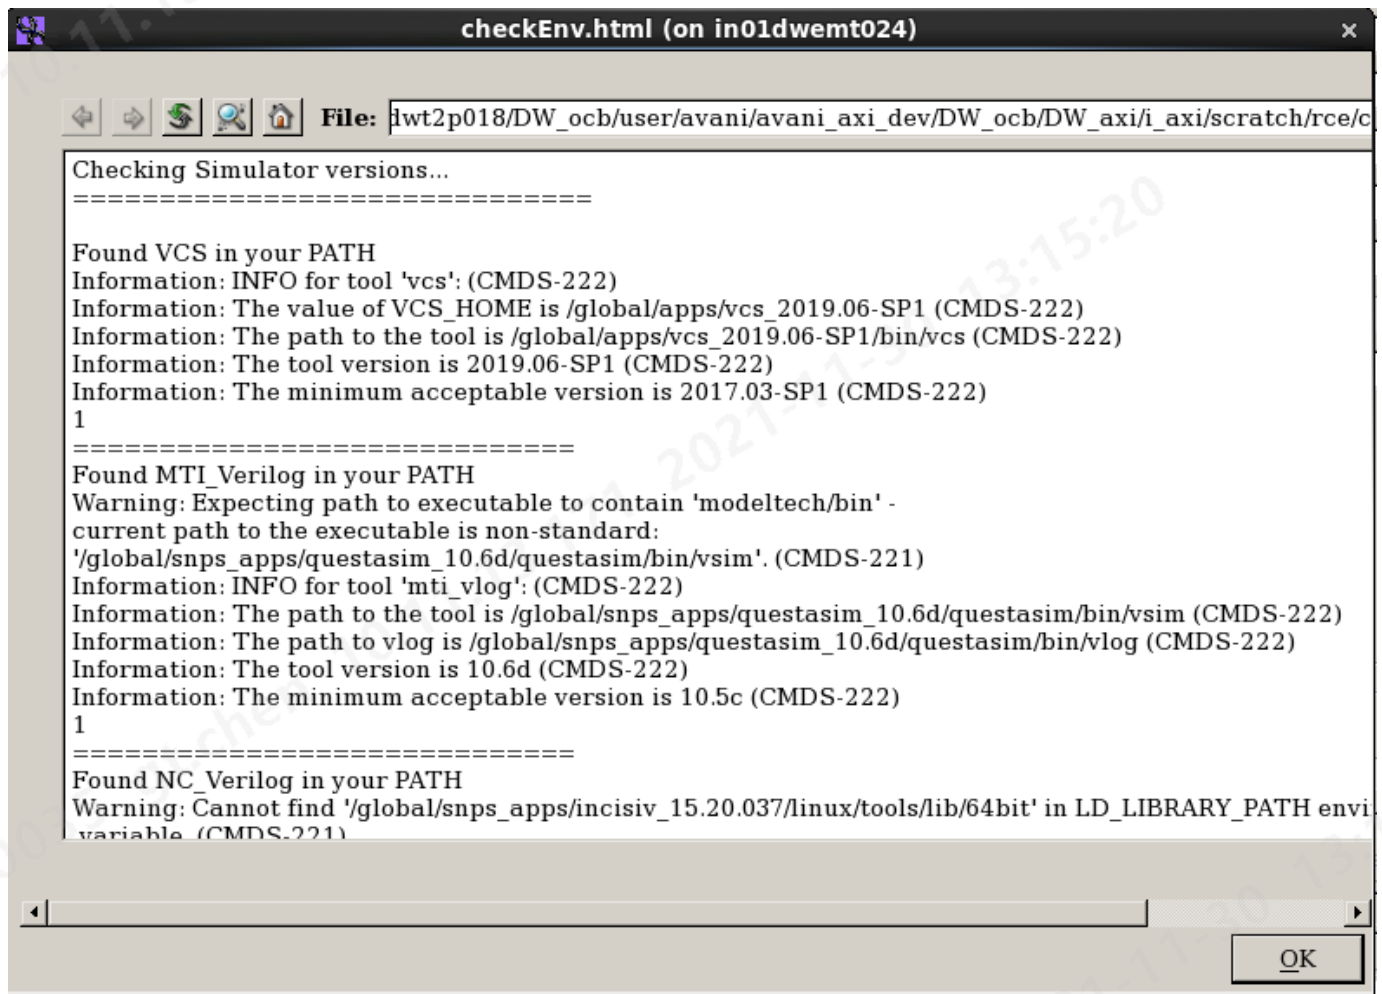 checkEnv.html (on in01dwemt024)
File: dwt2p018/DW_ocb/user/avani/avani_axi_dev/DW_ocb/DW_axi/i_axi/scratch/rce/c
Checking Simulator versions...
==============================
Found VCS in your PATH
Information: INFO for tool 'vcs': (CMDS-222)
Information: The value of VCS_HOME is /global/apps/vcs_2019.06-SP1 (CMDS-222)
Information: The path to the tool is /global/apps/vcs_2019.06-SP1/bin/vcs (CMDS-222)
Information: The tool version is 2019.06-SP1 (CMDS-222)
Information: The minimum acceptable version is 2017.03-SP1 (CMDS-222)
1
=============================
Found MTI_Verilog in your PATH
Warning: Expecting path to executable to contain 'modeltech/bin' -
current path to the executable is non-standard:
'/global/snps_apps/questasim_10.6d/questasim/bin/vsim'. (CMDS-221)
Information: INFO for tool 'mti_vlog': (CMDS-222)
Information: The path to the tool is /global/snps_apps/questasim_10.6d/questasim/bin/vsim (CMDS-222)
Information: The path to vlog is /global/snps_apps/questasim_10.6d/questasim/bin/vlog (CMDS-222)
Information: The tool version is 10.6d (CMDS-222)
Information: The minimum acceptable version is 10.5c (CMDS-222)
1
=============================
Found NC_Verilog in your PATH
Warning: Cannot find '/global/snps_apps/incisiv_15.20.037/linux/tools/lib/64bit' in LD_LIBRARY_PATH envi
variable. (CMDS-221)
OK